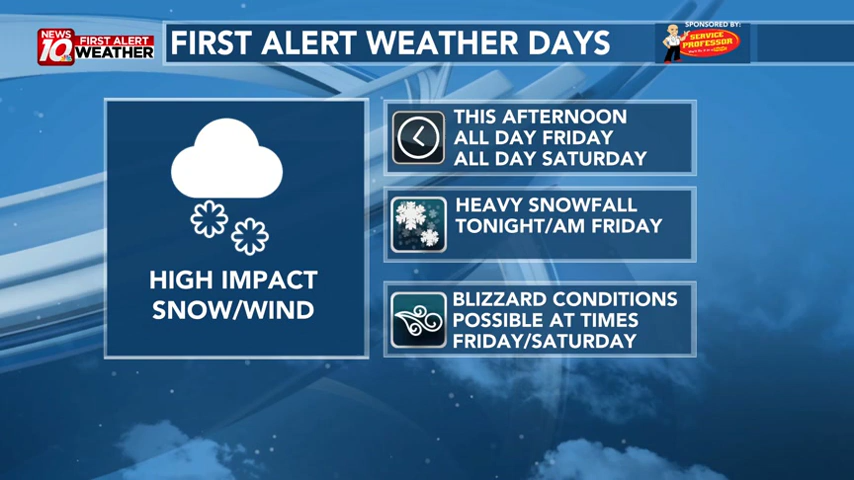 NEWS
10
FIRST ALERT
WEATHER
FIRST ALERT WEATHER DAYS
SPONSORED BY:
SERVICE
PROFESSOR
HIGH IMPACT
SNOW/WIND
THIS AFTERNOON
ALL DAY FRIDAY
ALL DAY SATURDAY
HEAVY SNOWFALL
TONIGHT/AM FRIDAY
BLIZZARD CONDITIONS
POSSIBLE AT TIMES
FRIDAY/SATURDAY